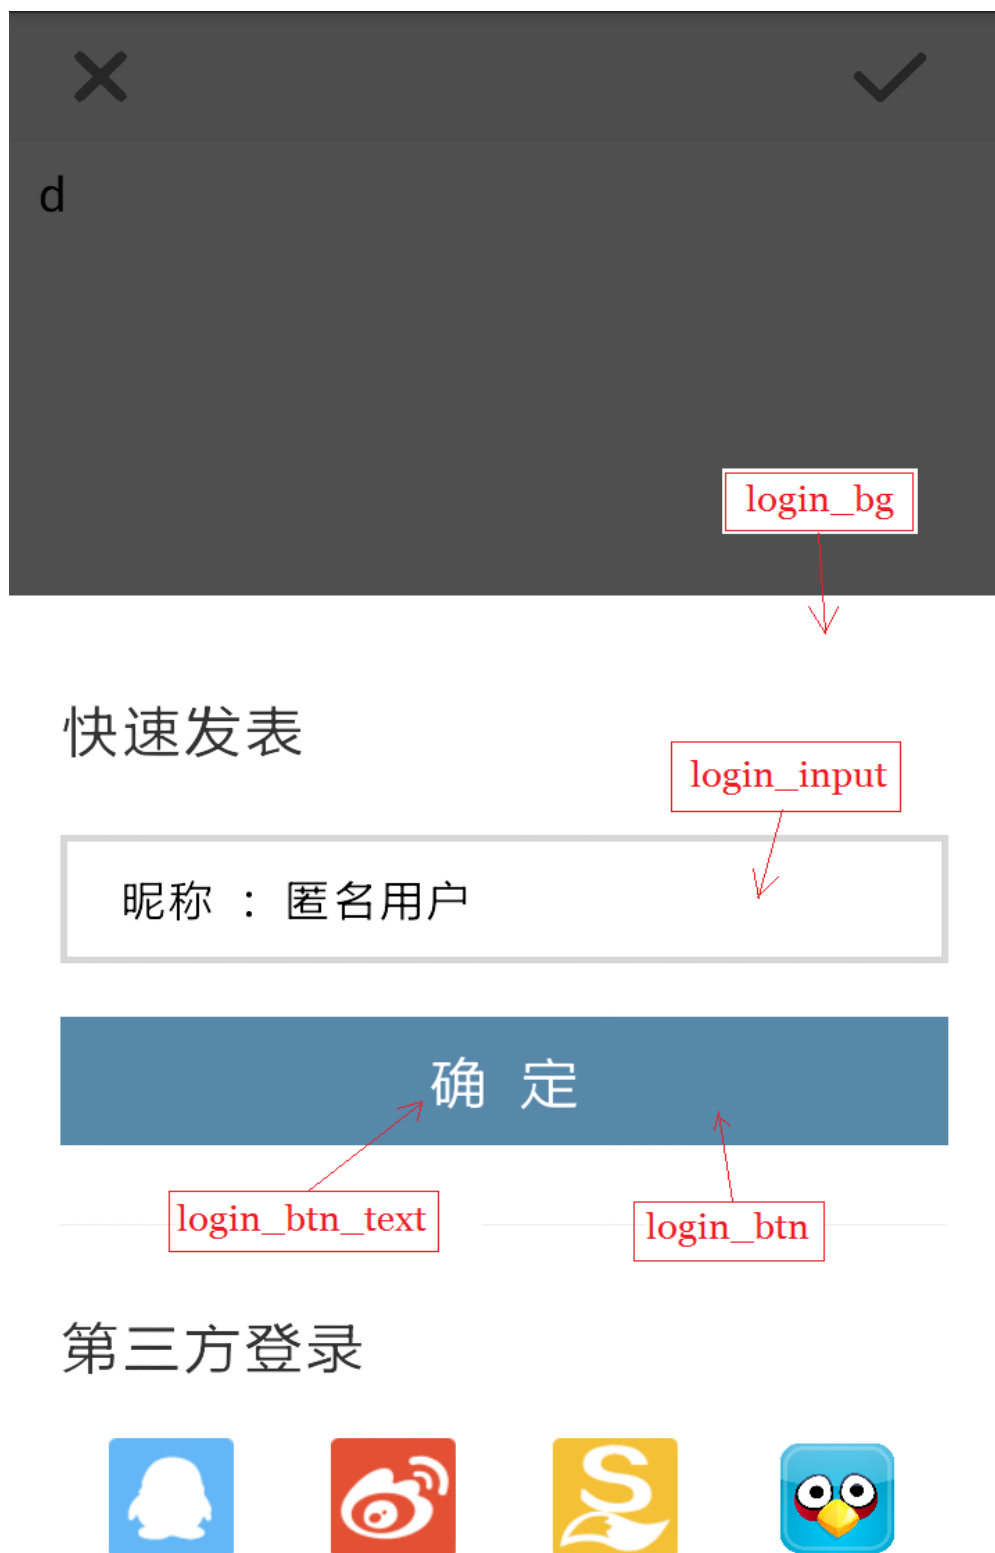 d
login_bg
快速发表
login_input
昵称 : 匿名用户
确 定
login_btn_text
login_btn
第三方登录
S